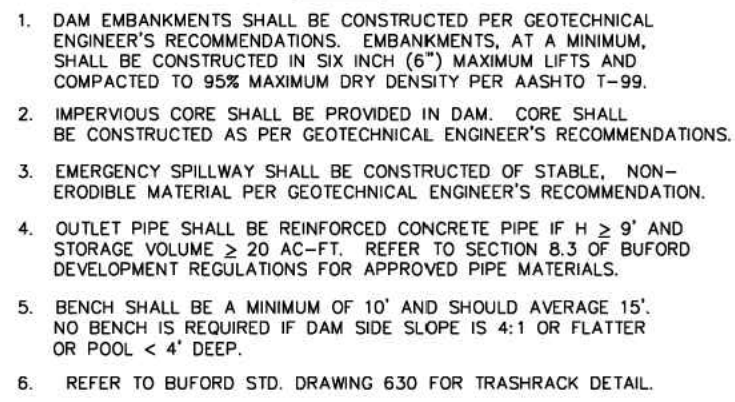 1. DAM EMBANKMENTS SHALL BE CONSTRUCTED PER GEOTECHNICAL
ENGINEER'S RECOMMENDATIONS. EMBANKMENTS, AT A MINIMUM,
SHALL BE CONSTRUCTED IN SIX INCH (6"') MAXIMUM LIFTS AND
COMPACTED TO 95% MAXIMUM DRY DENSITY PER AASHTO T-99.
2. IMPERVIOUS CORE SHALL BE PROVIDED IN DAM. CORE SHALL
BE CONSTRUCTED AS PER GEOTECHNICAL ENGINEER'S RECOMMENDATIONS.
3. EMERGENCY SPILLWAY SHALL BE CONSTRUCTED OF STABLE, NON-
ERODIBLE MATERIAL PER GEOTECHNICAL ENGINEER'S RECOMMENDATION.
4. OUTLET PIPE SHALL BE REINFORCED CONCRETE PIPE IF H ≥ 9' AND
STORAGE VOLUME ≥ 20 AC-FT. REFER TO SECTION 8.3 OF BUFORD
DEVELOPMENT REGULATIONS FOR APPROVED PIPE MATERIALS.
5. BENCH SHALL BE A MINIMUM OF 10' AND SHOULD AVERAGE 15'.
NO BENCH IS REQUIRED IF DAM SIDE SLOPE IS 4:1 OR FLATTER
OR POOL < 4' DEEP.
6. REFER TO BUFORD STD. DRAWING 630 FOR TRASHRACK DETAIL.